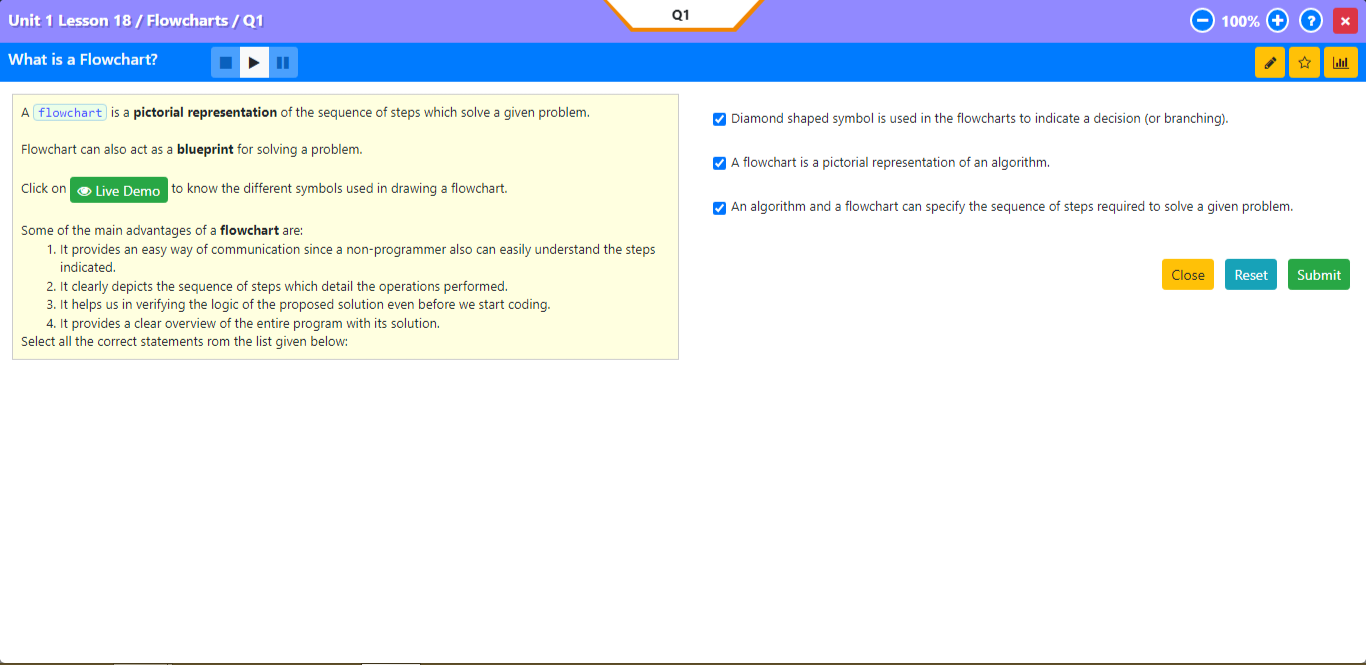 Unit 1 Lesson 18 / Flowcharts / Q1
Q1
100%
?
What is a Flowchart?
A flowchart is a pictorial representation of the sequence of steps which solve a given problem.
Flowchart can also act as a blueprint for solving a problem.
Click on Live Demo to know the different symbols used in drawing a flowchart.
Some of the main advantages of a flowchart are:
1. It provides an easy way of communication since a non-programmer also can easily understand the steps
indicated.
2. It clearly depicts the sequence of steps which detail the operations performed.
3. It helps us in verifying the logic of the proposed solution even before we start coding.
4. It provides a clear overview of the entire program with its solution.
Select all the correct statements rom the list given below:
Diamond shaped symbol is used in the flowcharts to indicate a decision (or branching).
A flowchart is a pictorial representation of an algorithm.
An algorithm and a flowchart can specify the sequence of steps required to solve a given problem.
Close Reset Submit